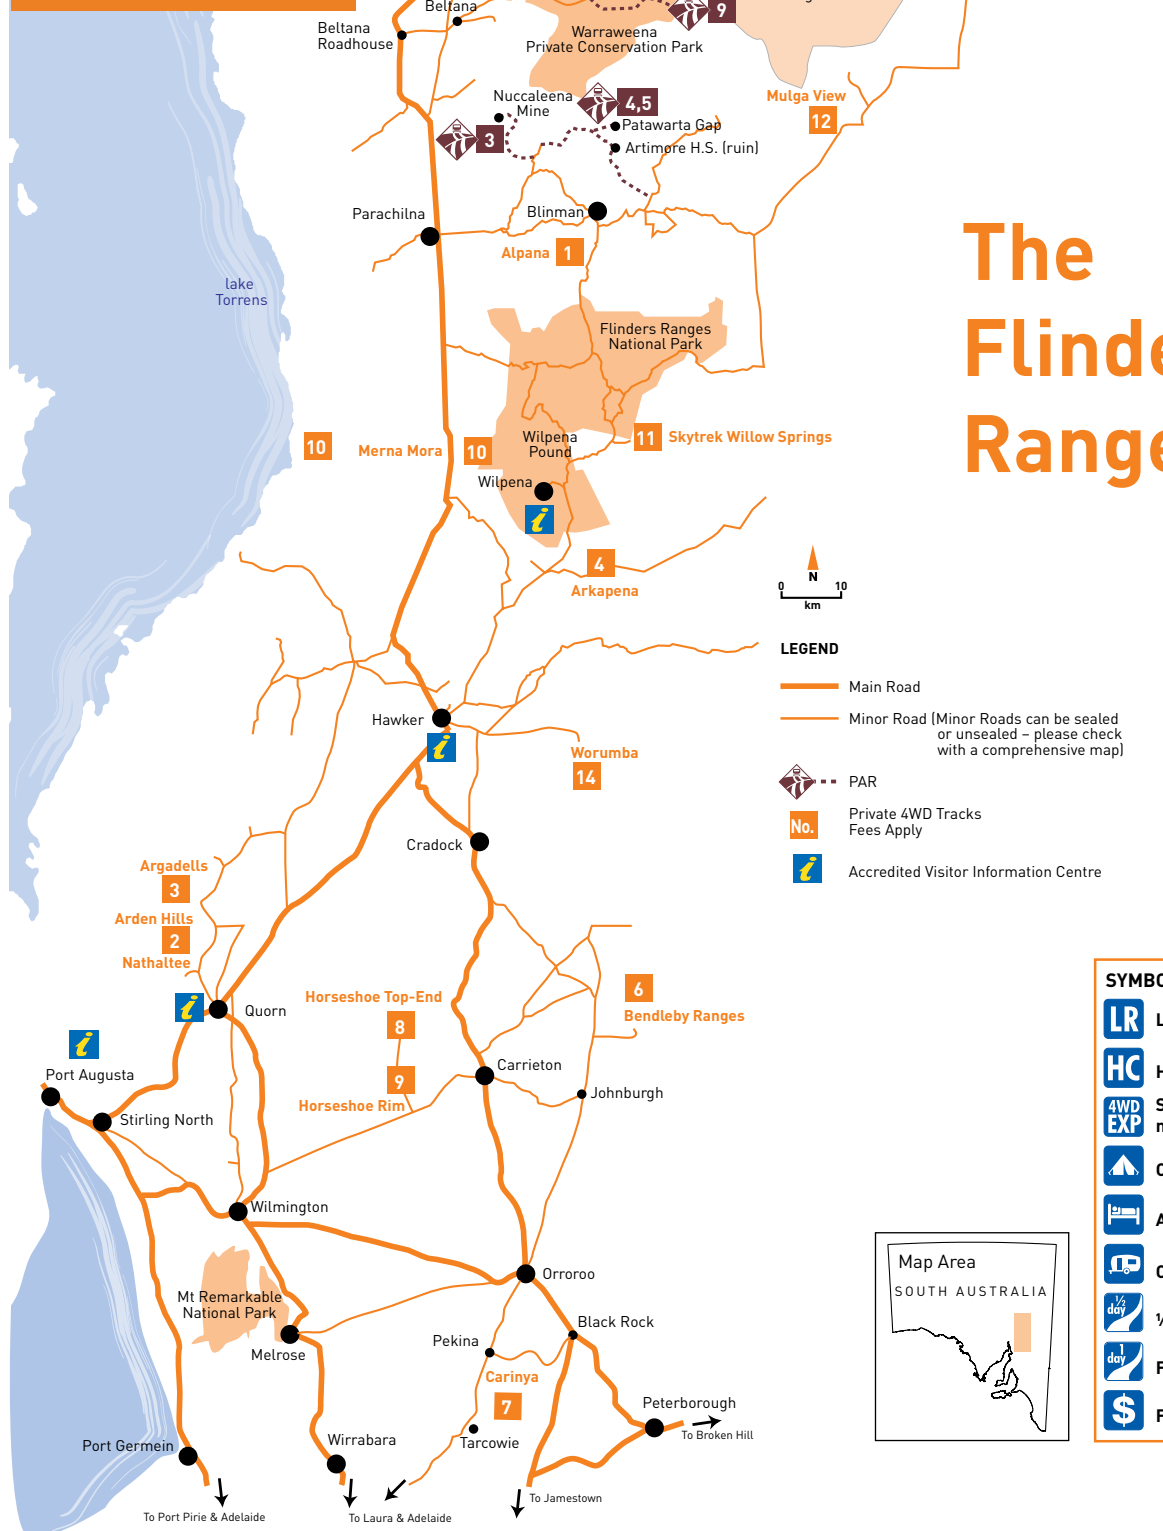 Beltana
9
Beltana
Roadhouse
Warraweena
Private Conservation Park
Nuccaleena
Mine
4,5
Mulga View
12
Patawarta Gap
3
Artimore H.S. (ruin)
Parachilna
Blinman
Alpana
1
The
Flinde
Range
lake
Torrens
Flinders Ranges
National Park
10
Merna Mora
10
Wilpena
Pound
11
Skytrek Willow Springs
Wilpena
i
4
Arkapena
N
0
10
km
LEGEND
Main Road
Minor Road (Minor Roads can be sealed
or unsealed – please check
with a comprehensive map)
PAR
No.
Private 4WD Tracks
Fees Apply
i
Accredited Visitor Information Centre
Hawker
i
Worumba
14
Cradock
Argadells
3
Arden Hills
2
Nathaltee
i
Quorn
Horseshoe Top-End
8
9
Horseshoe Rim
6
Bendleby Ranges
i
Port Augusta
Stirling North
Carrieton
Johnburgh
Wilmington
Mt Remarkable
National Park
Melrose
Orroroo
Black Rock
Pekina
Carinya
7
Tarcowie
Peterborough
To Broken Hill
Port Germein
Wirrabara
To Port Pirie & Adelaide
To Laura & Adelaide
To Jamestown
Map Area
SOUTH AUSTRALIA
SYMBO
LR
L
HC
H
4WD
EXP
S
C
A
C
½
day
½
1
day
F
$
F